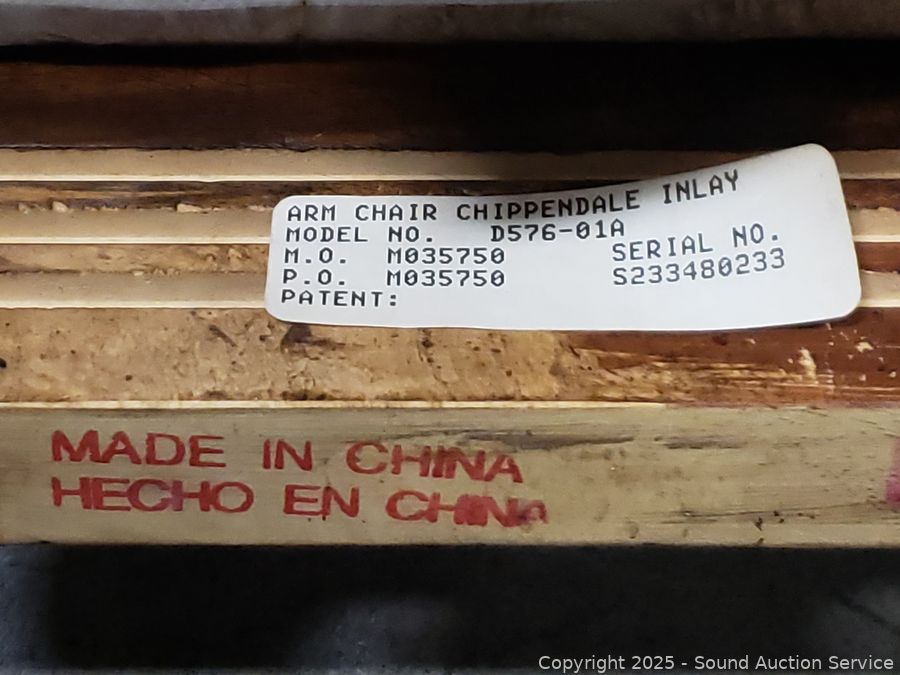 ARM CHAIR CHIPPENDALE INLAY
MODEL NO. D576-01A
M.O. M035750 SERIAL NO.
P.O. M035750 S233480233
PATENT:
MADE IN CHINA
HECHO EN CHINA
Copyright 2025 - Sound Auction Service